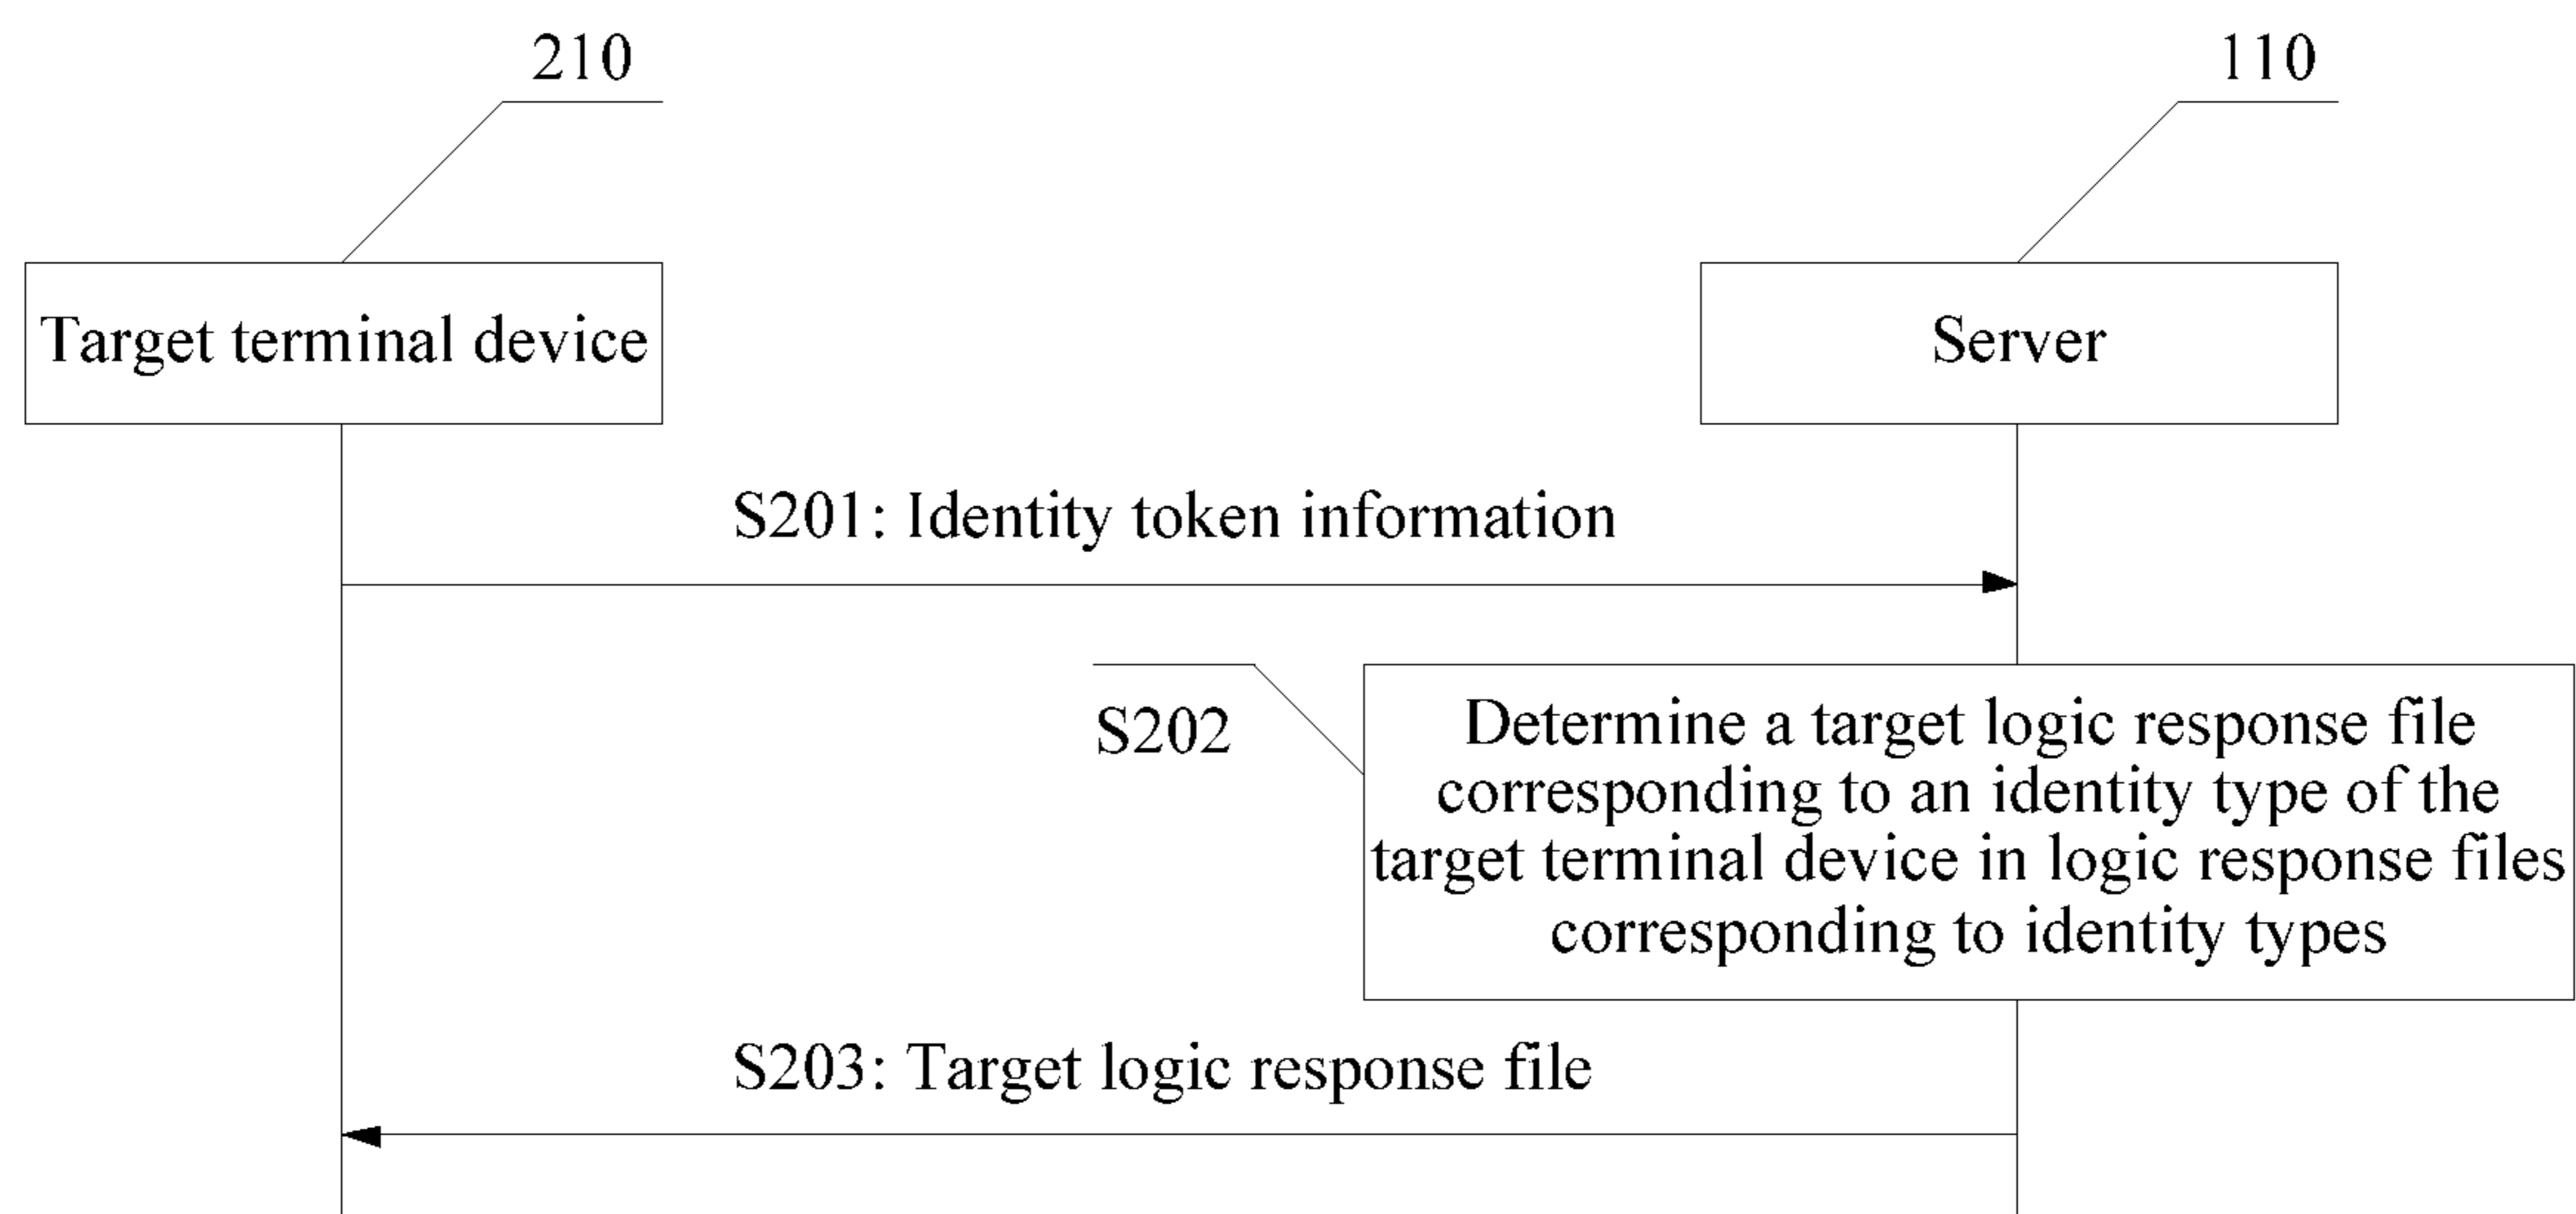 210
110
Target terminal device
Server
S201: Identity token information
S202
Determine a target logic response file
corresponding to an identity type of the
target terminal device in logic response files
corresponding to identity types
S203: Target logic response file